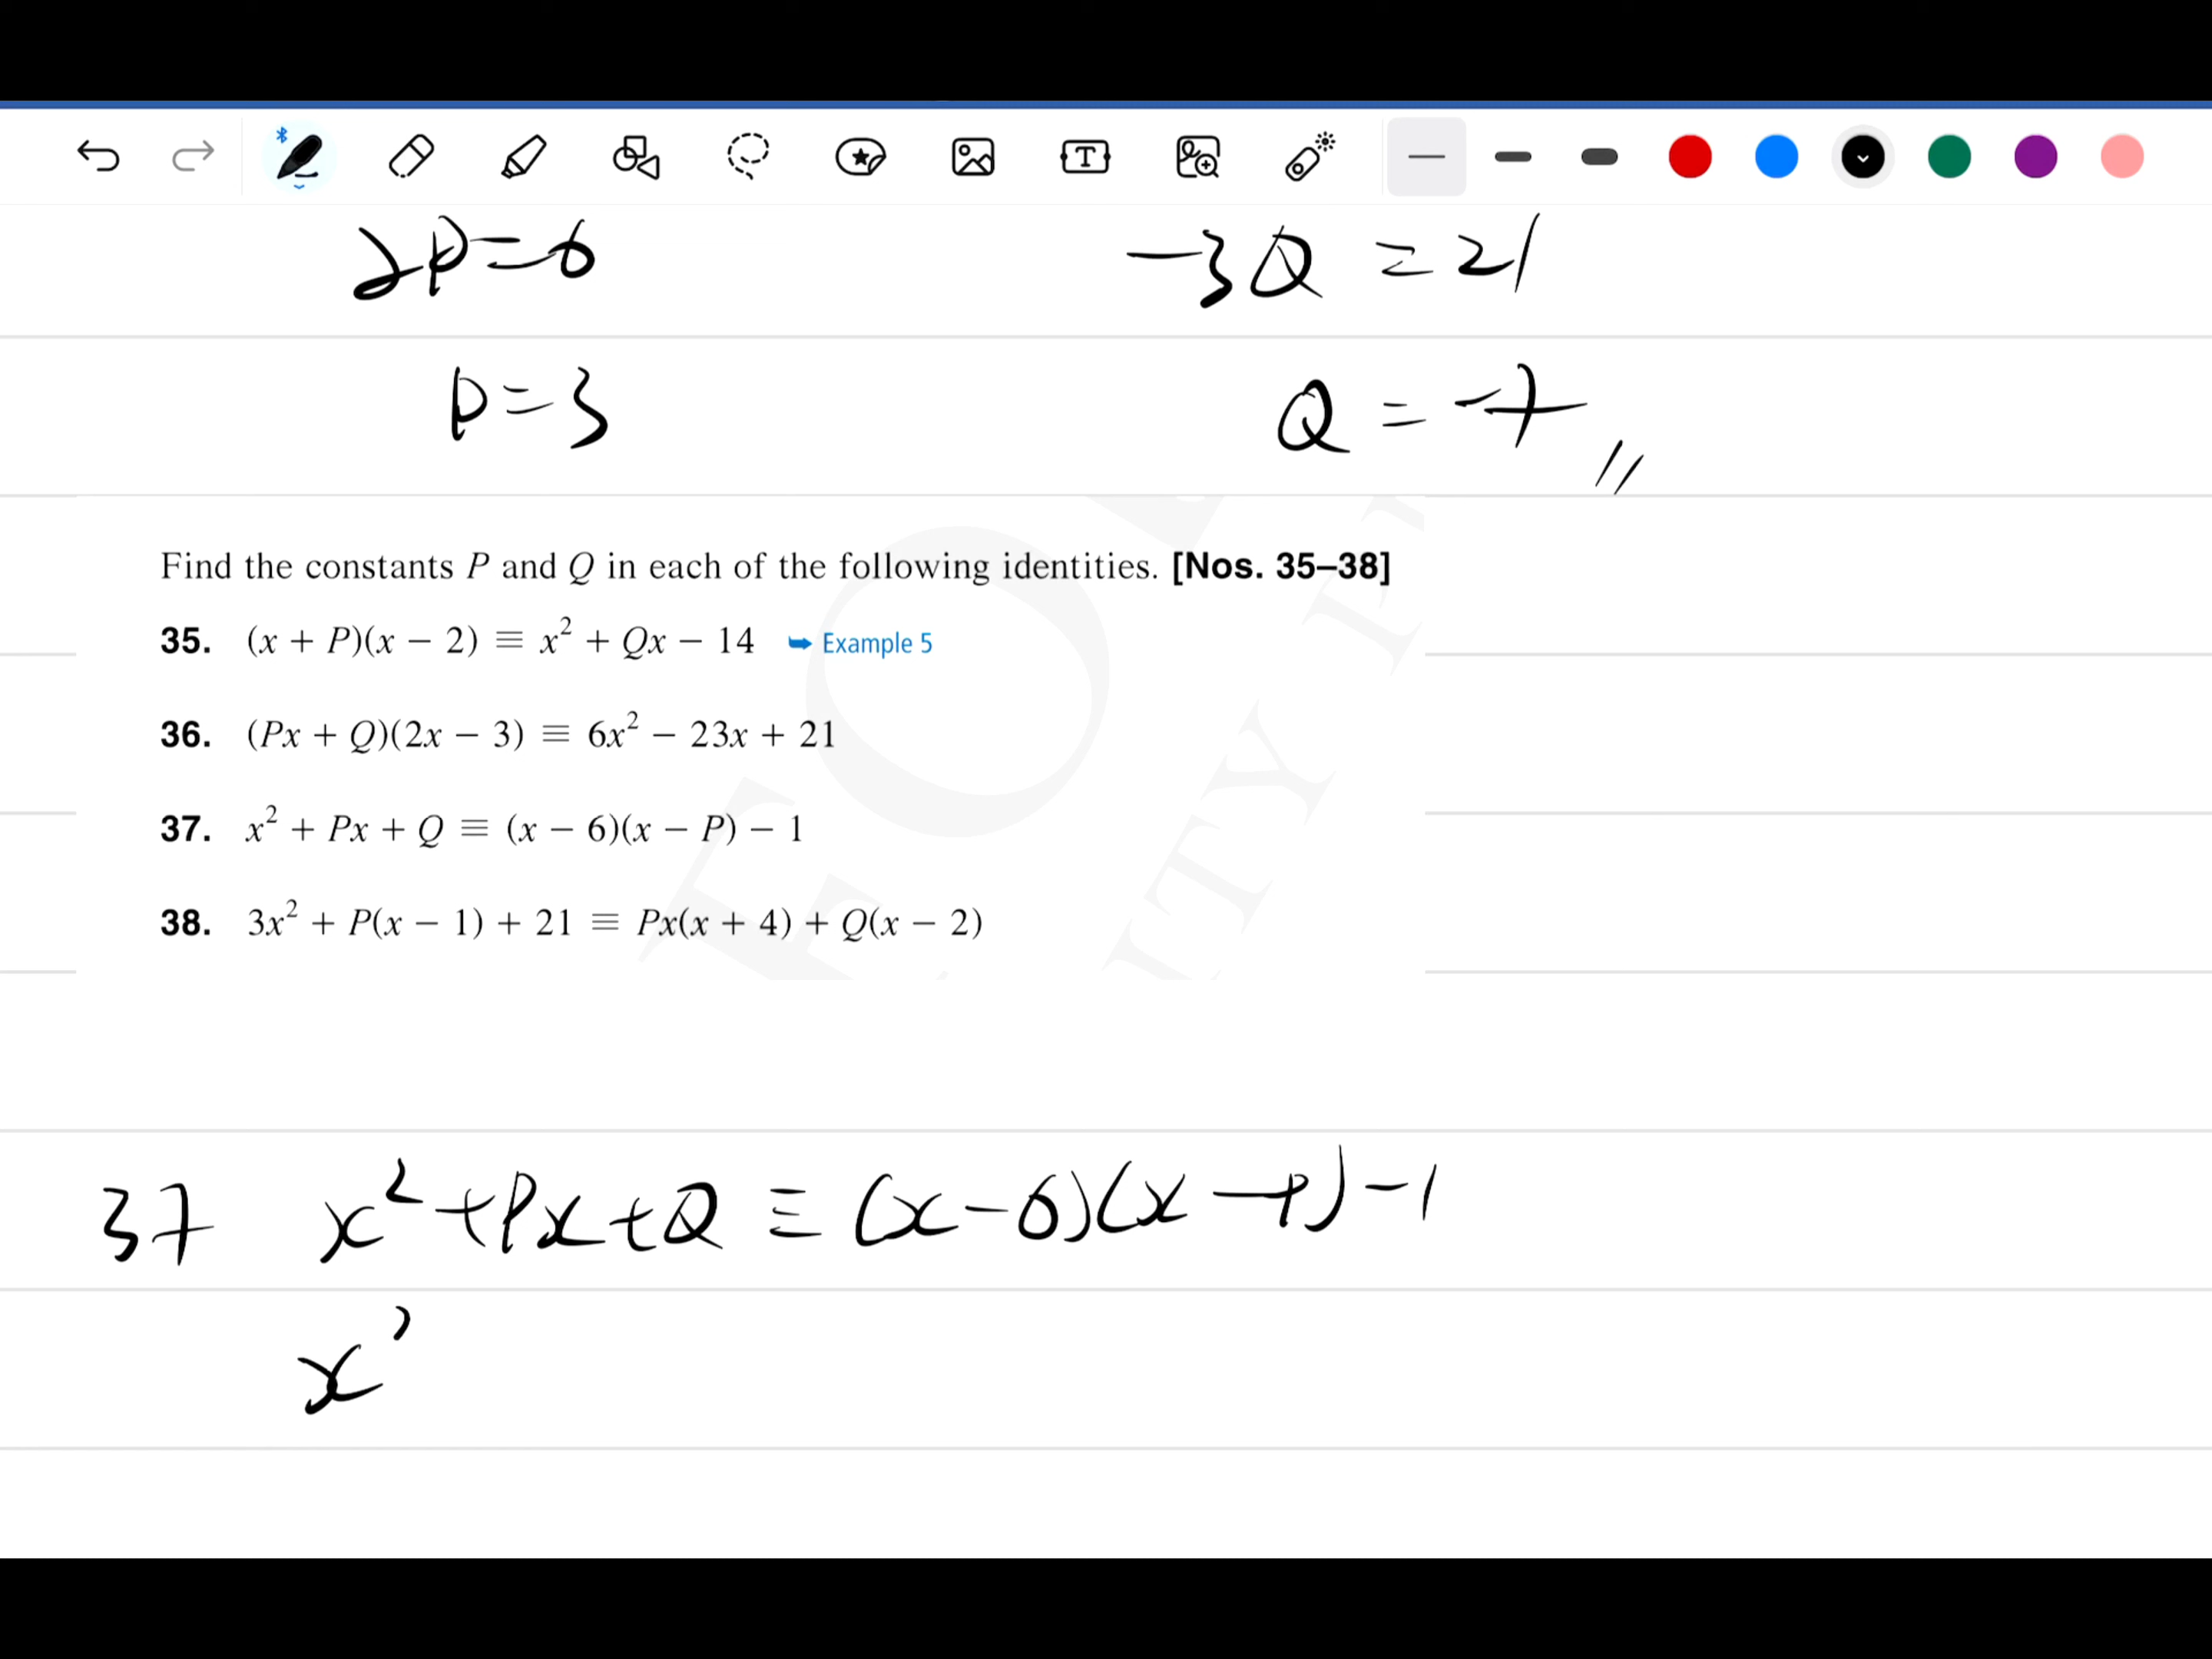 2P=6 -3Q = 21
P=3 Q = -7 //
Find the constants P and Q in each of the following identities. [Nos. 35–38]
35. (x + P)(x − 2) ≡ x² + Qx − 14 ➥ Example 5
36. (Px + Q)(2x − 3) ≡ 6x² − 23x + 21
37. x² + Px + Q ≡ (x − 6)(x − P) − 1
38. 3x² + P(x − 1) + 21 ≡ Px(x + 4) + Q(x − 2)
37 x²+Px+Q ≡ (x-6)(x-P)-1